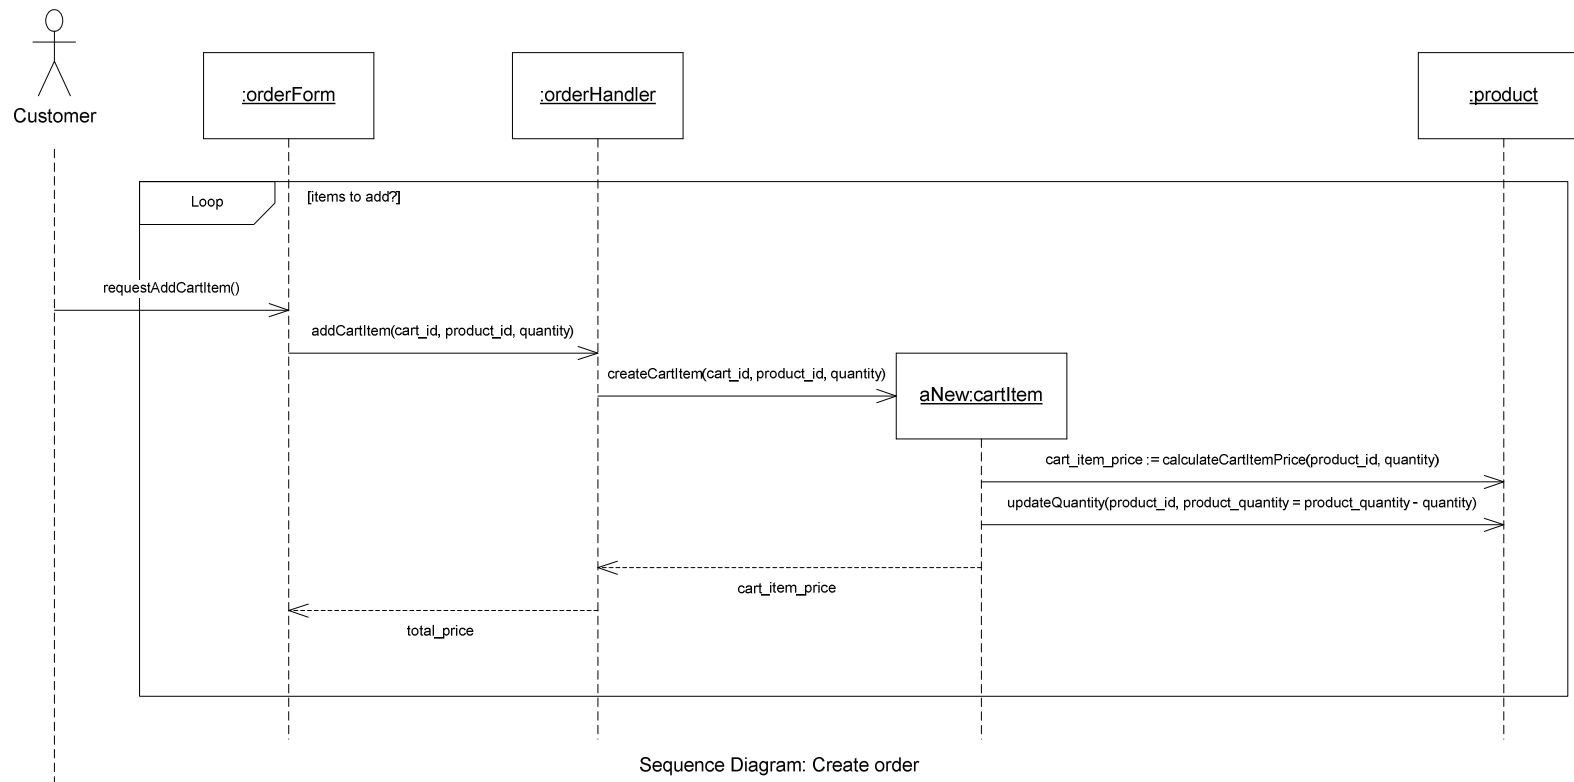 Customer
:orderForm
:orderHandler
:product
Loop
[items to add?]
requestAddCartItem()
addCartItem(cart_id, product_id, quantity)
createCartItem(cart_id, product_id, quantity)
aNew:cartItem
cart_item_price := calculateCartItemPrice(product_id, quantity)
updateQuantity(product_id, product_quantity = product_quantity - quantity)
cart_item_price
total_price
Sequence Diagram: Create order